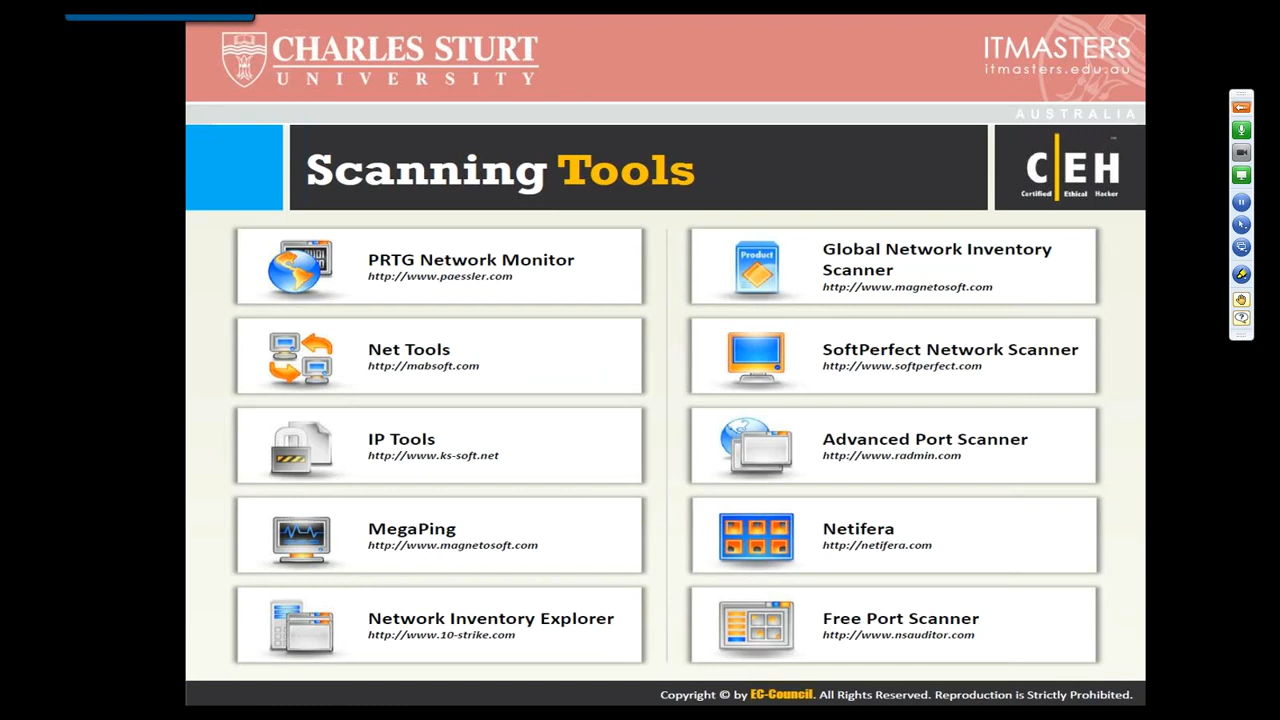 CHARLES STURT
UNIVERSITY
ITMASTERS
itmasters.edu.au
AUSTRALIA
Scanning Tools
C|EH
Certified Ethical Hacker
PRTG Network Monitor
http://www.paessler.com
Net Tools
http://mabsoft.com
IP Tools
http://www.ks-soft.net
MegaPing
http://www.magnetosoft.com
Network Inventory Explorer
http://www.10-strike.com
Product
Global Network Inventory
Scanner
http://www.magnetosoft.com
SoftPerfect Network Scanner
http://www.softperfect.com
Advanced Port Scanner
http://www.radmin.com
Netifera
http://netifera.com
Free Port Scanner
http://www.nsauditor.com
Copyright © by EC-Council. All Rights Reserved. Reproduction is Strictly Prohibited.